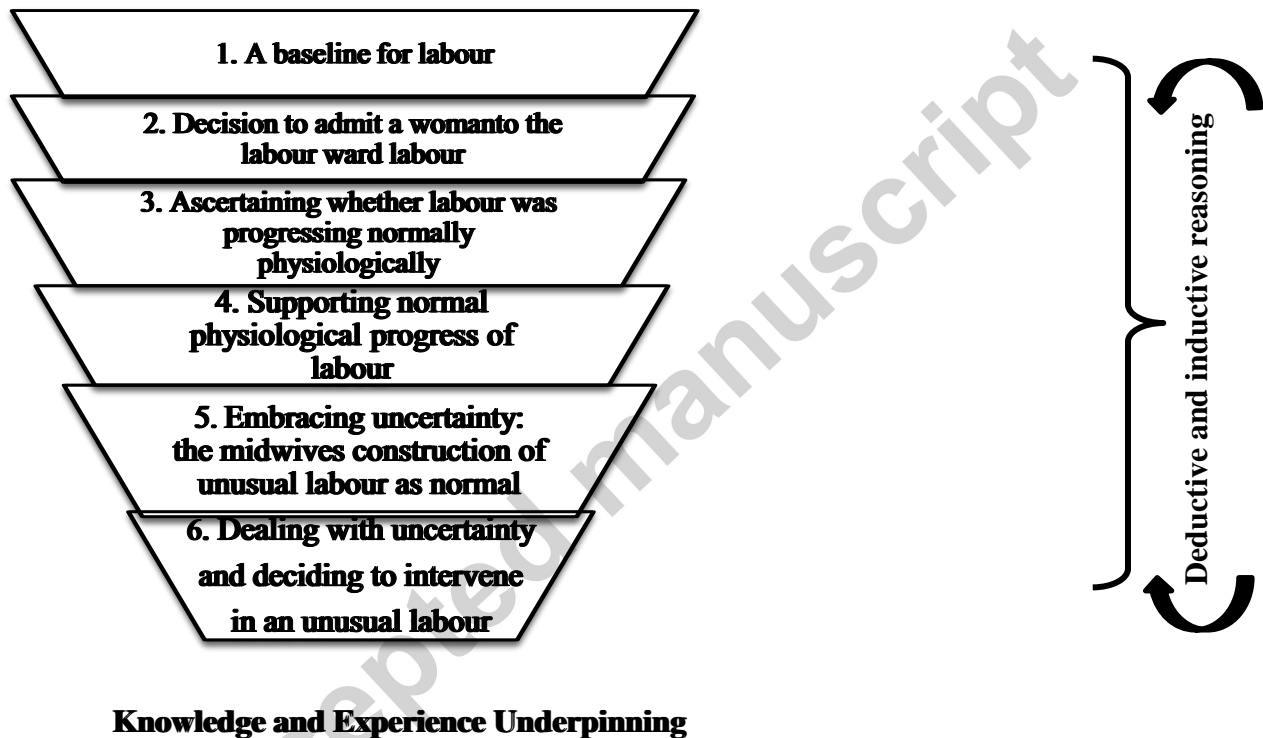 1. A baseline for labour
2. Decision to admit a womanto the
labour ward labour
3. Ascertaining whether labour was
progressing normally
physiologically
4. Supporting normal
physiological progress of
labour
5. Embracing uncertainty:
the midwives construction of
unusual labour as normal
6. Dealing with uncertainty
and deciding to intervene
in an unusual labour
Deductive and inductive reasoning
Knowledge and Experience Underpinning
epted manuscript